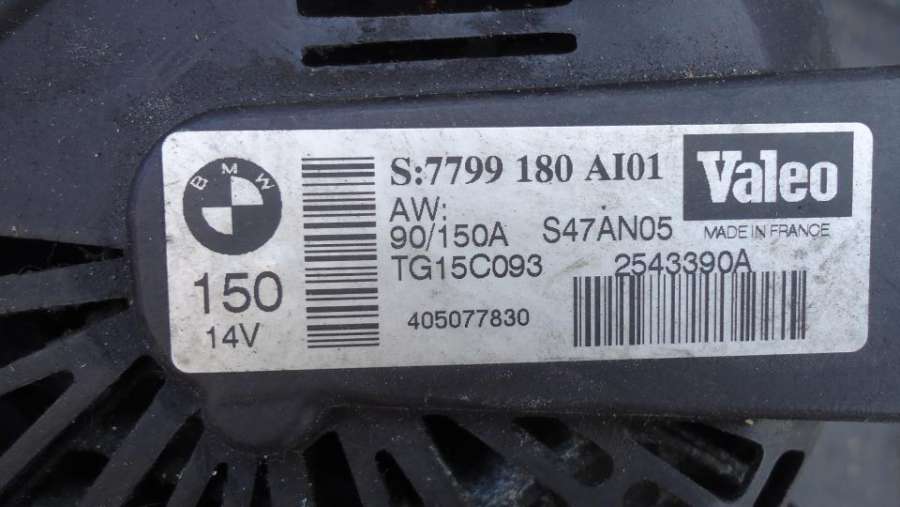 BMW
150
14V
S:7799 180 AI01
AW:
90/150A S47AN05
TG15C093 2543390A
405077830
Valeo
MADE IN FRANCE